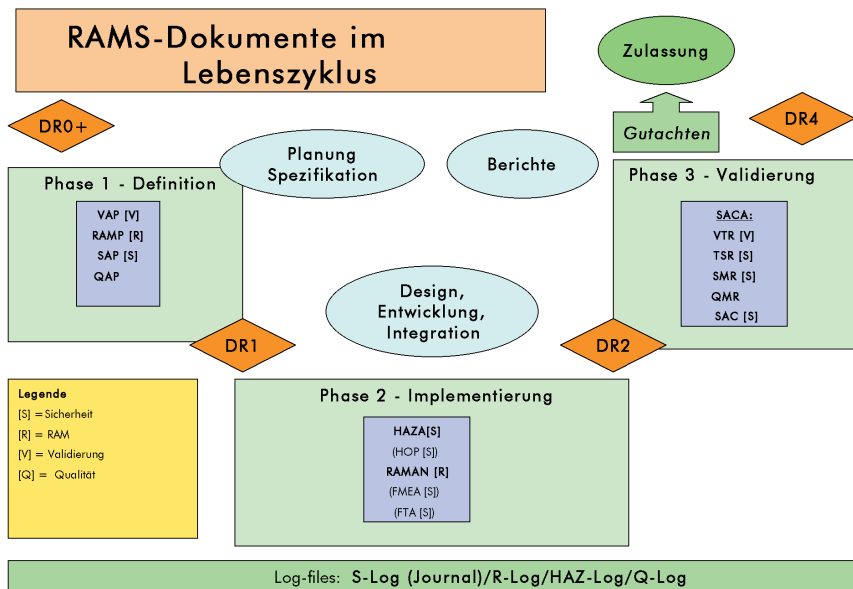 RAMS-Dokumente im
Lebenszyklus
Zulassung
DR0+
Gutachten
DR4
Planung
Spezifikation
Berichte
Phase 1 - Definition
VAP [V]
RAMP [R]
SAP [S]
QAP
Phase 3 - Validierung
SACA:
VTR [V]
TSR [S]
SMR [S]
QMR
SAC [S]
Design,
Entwicklung,
Integration
DR1
DR2
Legende
[S] =Sicherheit
[R] = RAM
[V] = Validierung
[Q] = Qualität
Phase 2 - Implementierung
HAZA[S]
(HOP [S])
RAMAN [R]
(FMEA [S])
(FTA [S])
Log-files: S-Log (Journal)/R-Log/HAZ-Log/Q-Log